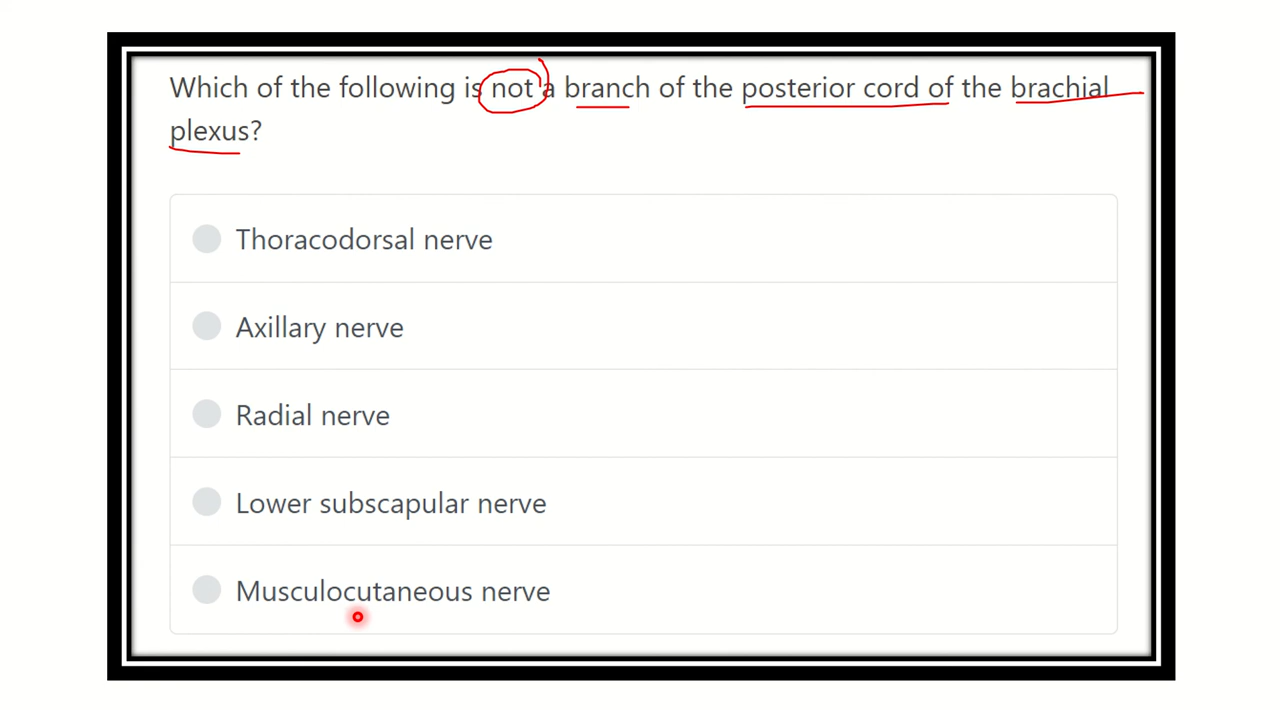 Which of the following is not a branch of the posterior cord of the brachial
plexus?
Thoracodorsal nerve
Axillary nerve
Radial nerve
Lower subscapular nerve
Musculocutaneous nerve